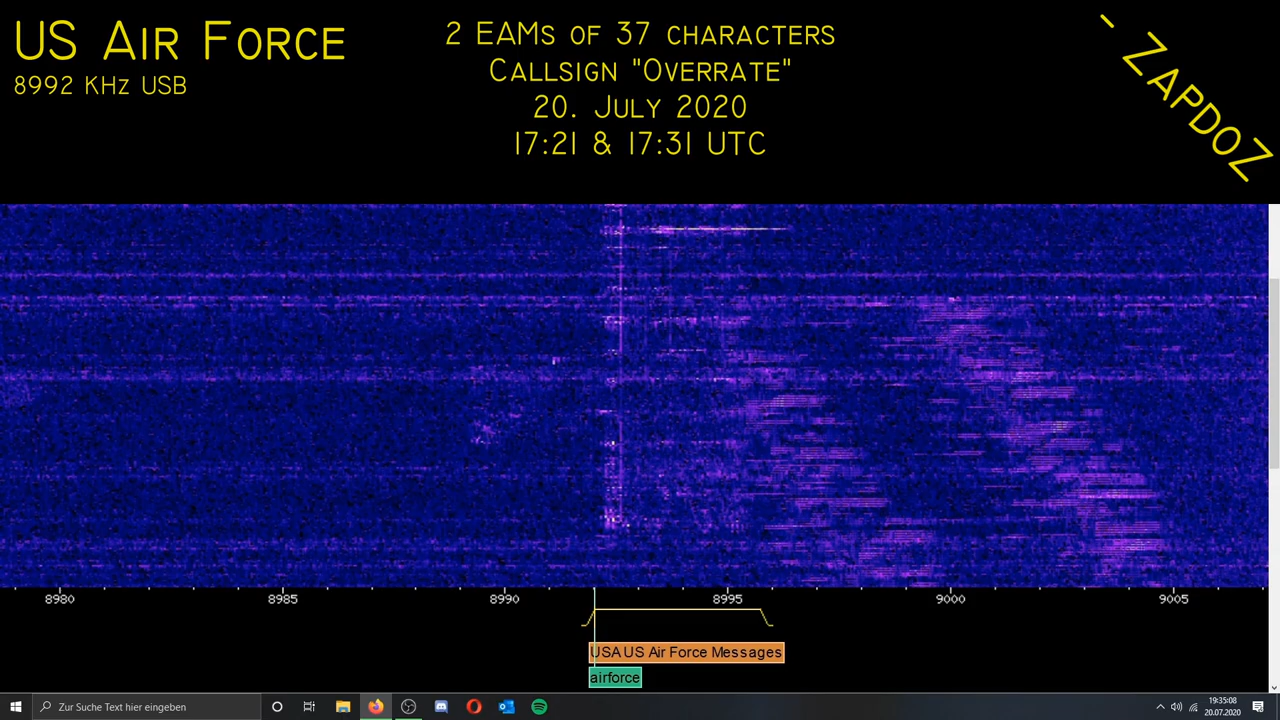 US Air Force
8992 KHz USB
2 EAMs of 37 characters
Callsign "Overrate"
20. July 2020
17:21 & 17:31 UTC
- ZapdoZ
8980 8985 8990 8995 9000 9005
USA US Air Force Messages
airforce
Zur Suche Text hier eingeben
19:35:08
20.07.2020